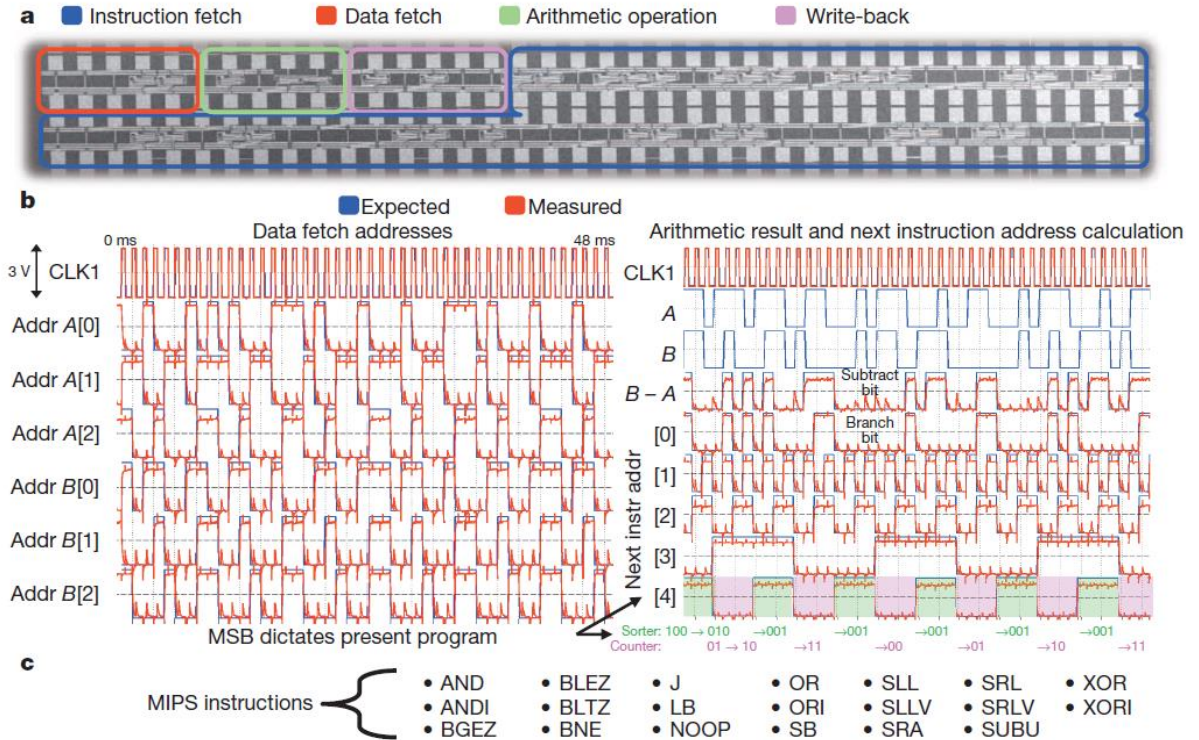 a Instruction fetch Data fetch Arithmetic operation Write-back
b Expected Measured
0 ms Data fetch addresses 48 ms
3 V CLK1
Addr A[0]
Addr A[1]
Addr A[2]
Addr B[0]
Addr B[1]
Addr B[2]
MSB dictates present program
Arithmetic result and next instruction address calculation
CLK1
A
B
B – A Subtract bit
Next instr addr
[0] Branch bit
[1]
[2]
[3]
[4]
Sorter: 100 → 010 →001 →001 →001 →001 →001
Counter: 01 → 10 →11 →00 →01 →10 →11
c
MIPS instructions
• AND • BLEZ • J • OR • SLL • SRL • XOR
• ANDI • BLTZ • LB • ORI • SLLV • SRLV • XORI
• BGEZ • BNE • NOOP • SB • SRA • SUBU